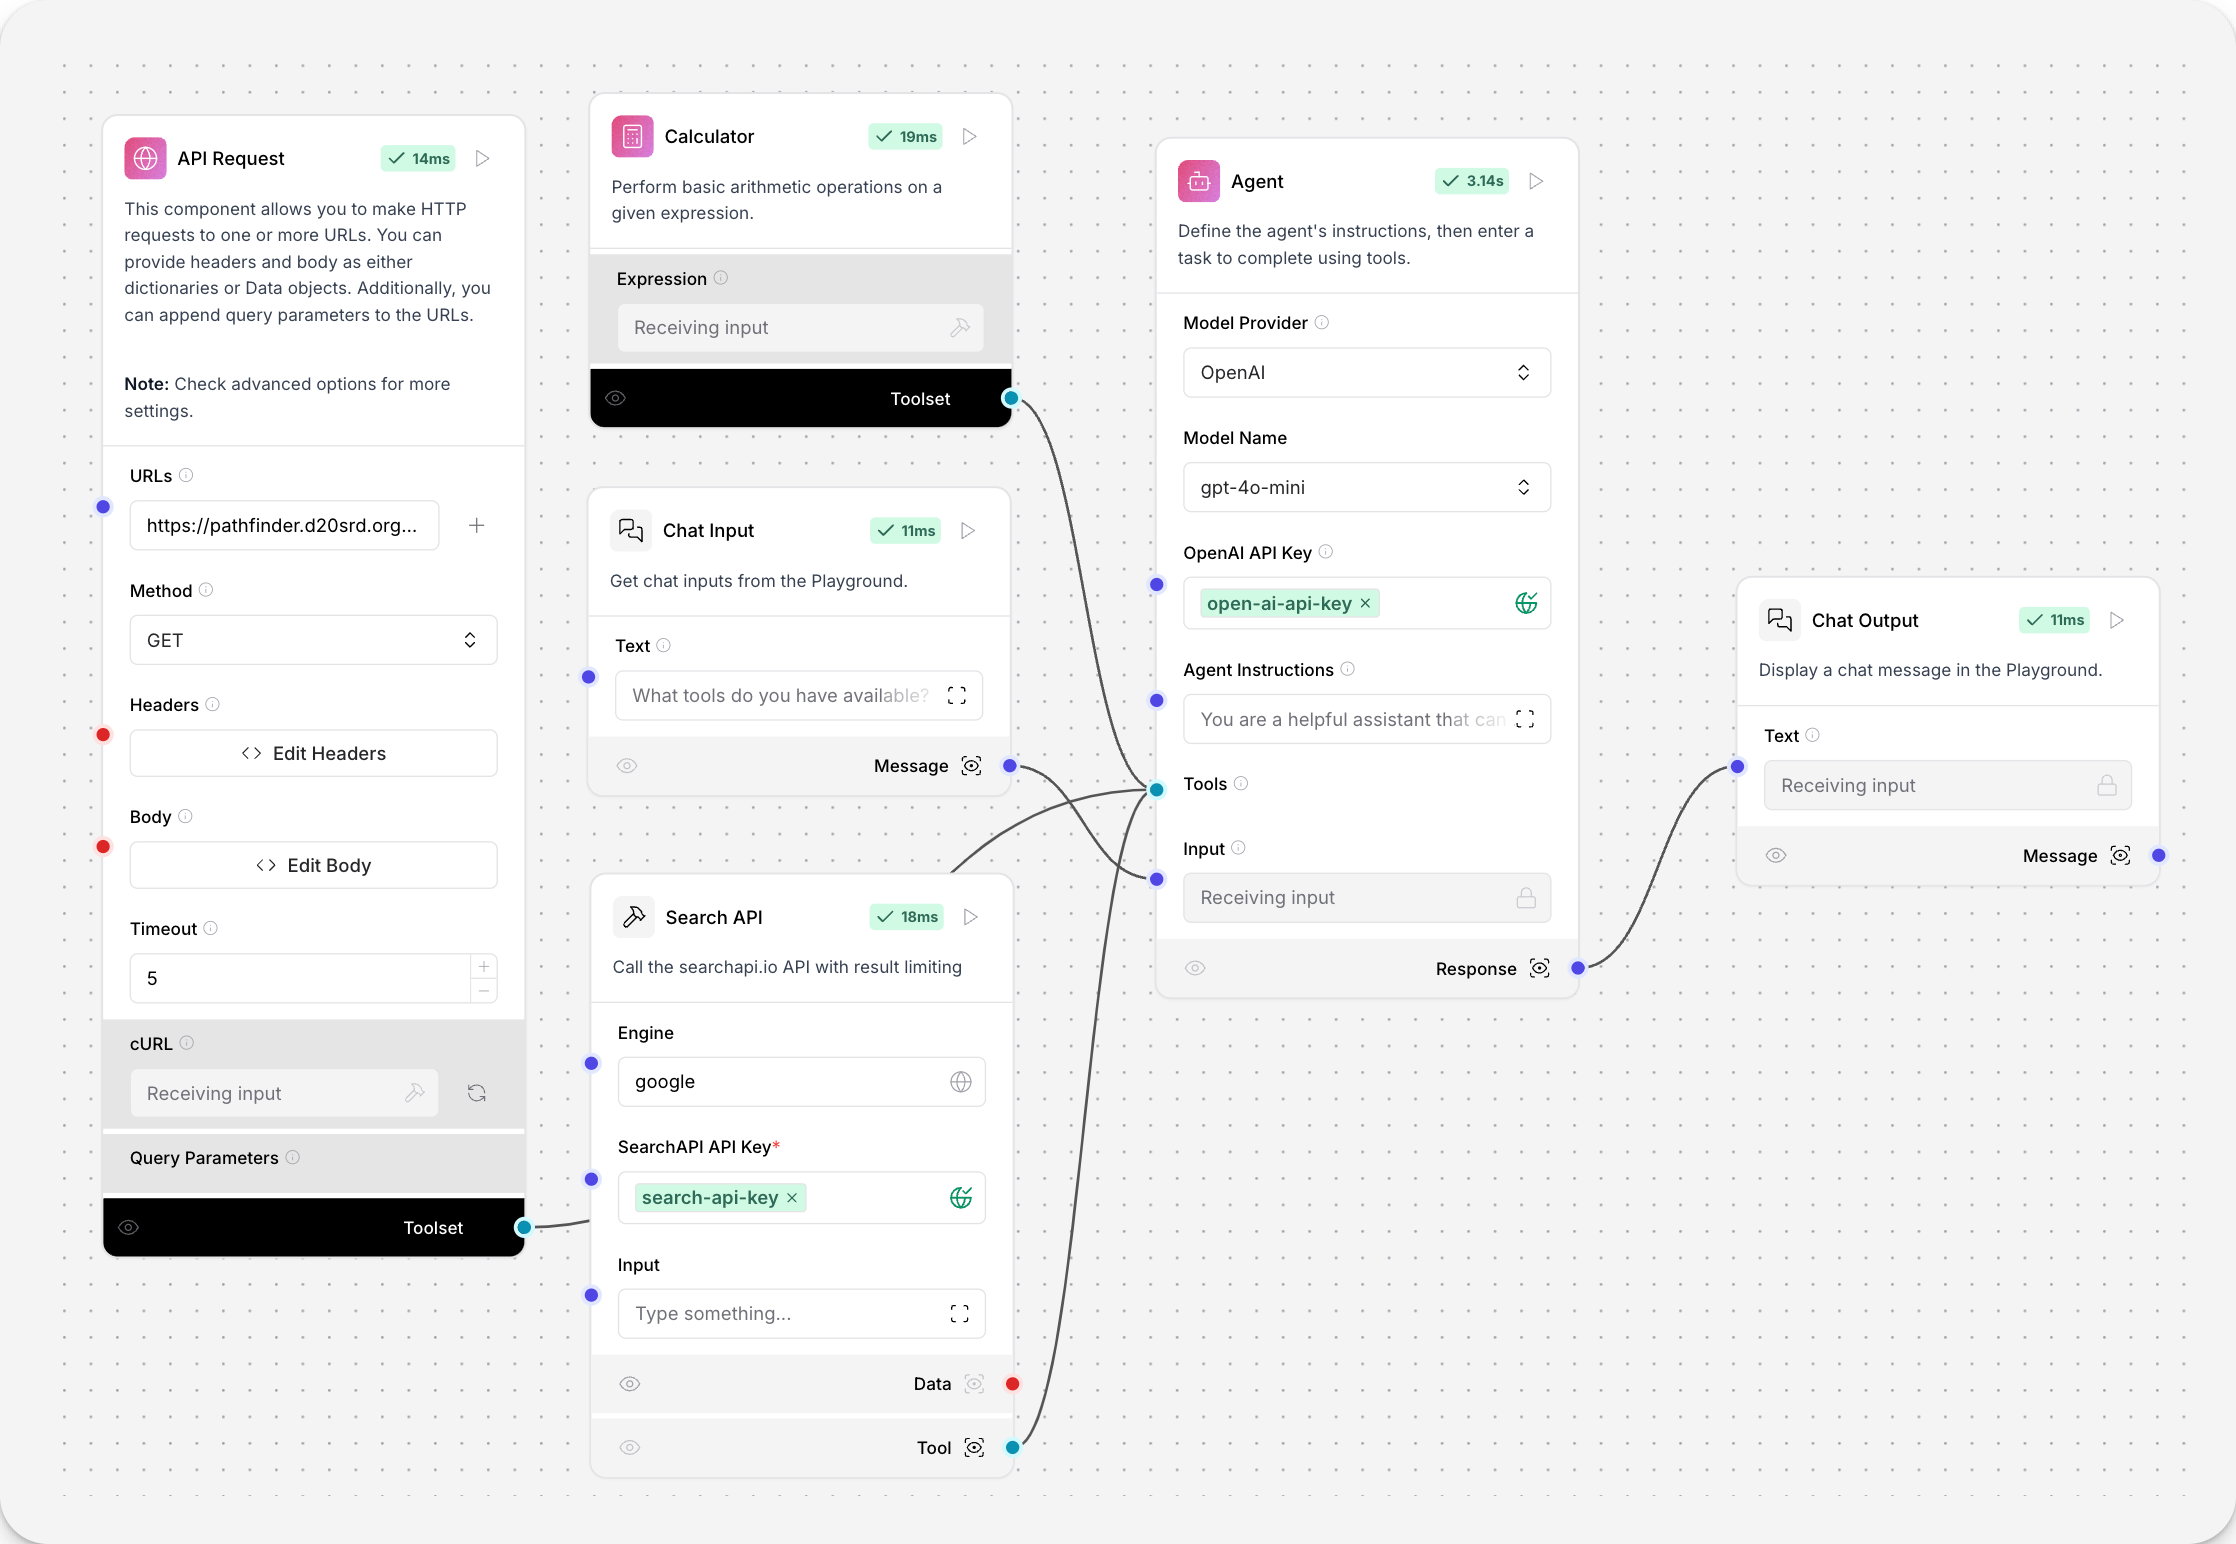 API Request
14ms
This component allows you to make HTTP
requests to one or more URLs. You can
provide headers and body as either
dictionaries or Data objects. Additionally, you
can append query parameters to the URLs.
Note: Check advanced options for more
settings.
URLs
https://pathfinder.d20srd.org...
Method
GET
Headers
Edit Headers
Body
Edit Body
Timeout
5
cURL
Receiving input
Query Parameters
Toolset
Calculator
19ms
Perform basic arithmetic operations on a
given expression.
Expression
Receiving input
Toolset
Chat Input
11ms
Get chat inputs from the Playground.
Text
What tools do you have available?
Message
Search API
18ms
Call the searchapi.io API with result limiting
Engine
google
SearchAPI API Key*
search-api-key ×
Input
Type something...
Data
Tool
Agent
3.14s
Define the agent's instructions, then enter a
task to complete using tools.
Model Provider
OpenAI
Model Name
gpt-4o-mini
OpenAI API Key
open-ai-api-key ×
Agent Instructions
You are a helpful assistant that can
Tools
Input
Receiving input
Response
Chat Output
11ms
Display a chat message in the Playground.
Text
Receiving input
Message